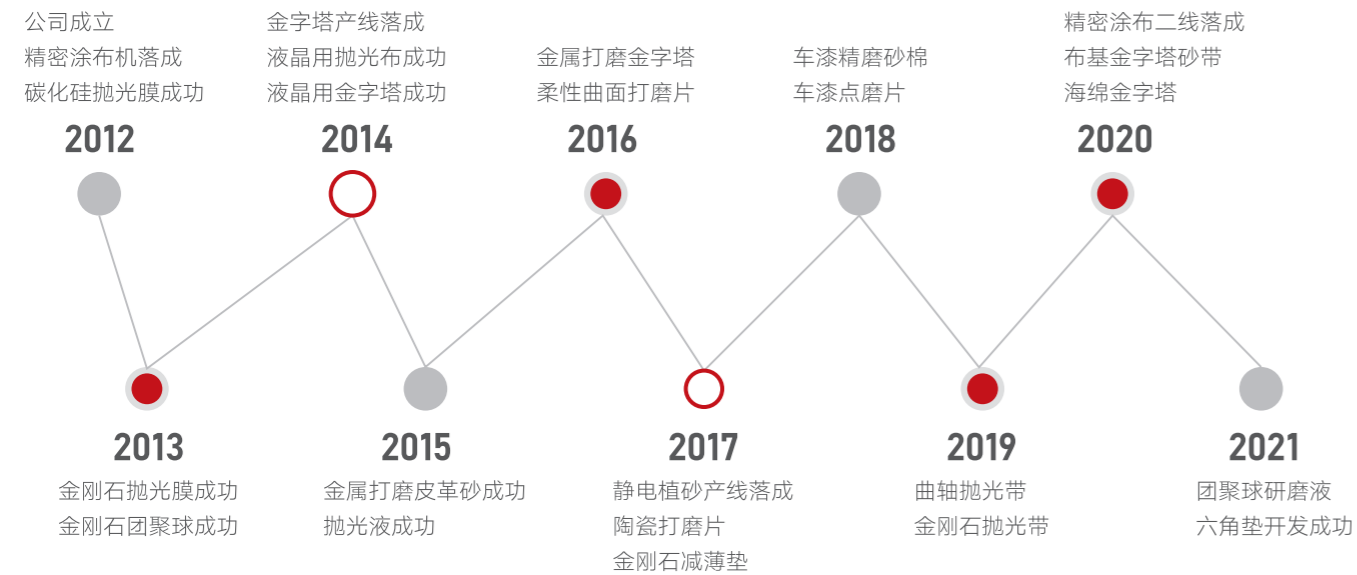 公司成立
精密涂布机落成
碳化硅抛光膜成功
2012
金刚石抛光膜成功
金刚石团聚球成功
2013
金字塔产线落成
液晶用抛光布成功
液晶用金字塔成功
2014
2015
金属打磨皮革砂成功
抛光液成功
金属打磨金字塔
柔性曲面打磨片
2016
2017
静电植砂产线落成
陶瓷打磨片
金刚石减薄垫
车漆精磨砂棉
车漆点磨片
2018
2019
曲轴抛光带
金刚石抛光带
精密涂布二线落成
布基金字塔砂带
海绵金字塔
2020
2021
团聚球研磨液
六角垫开发成功